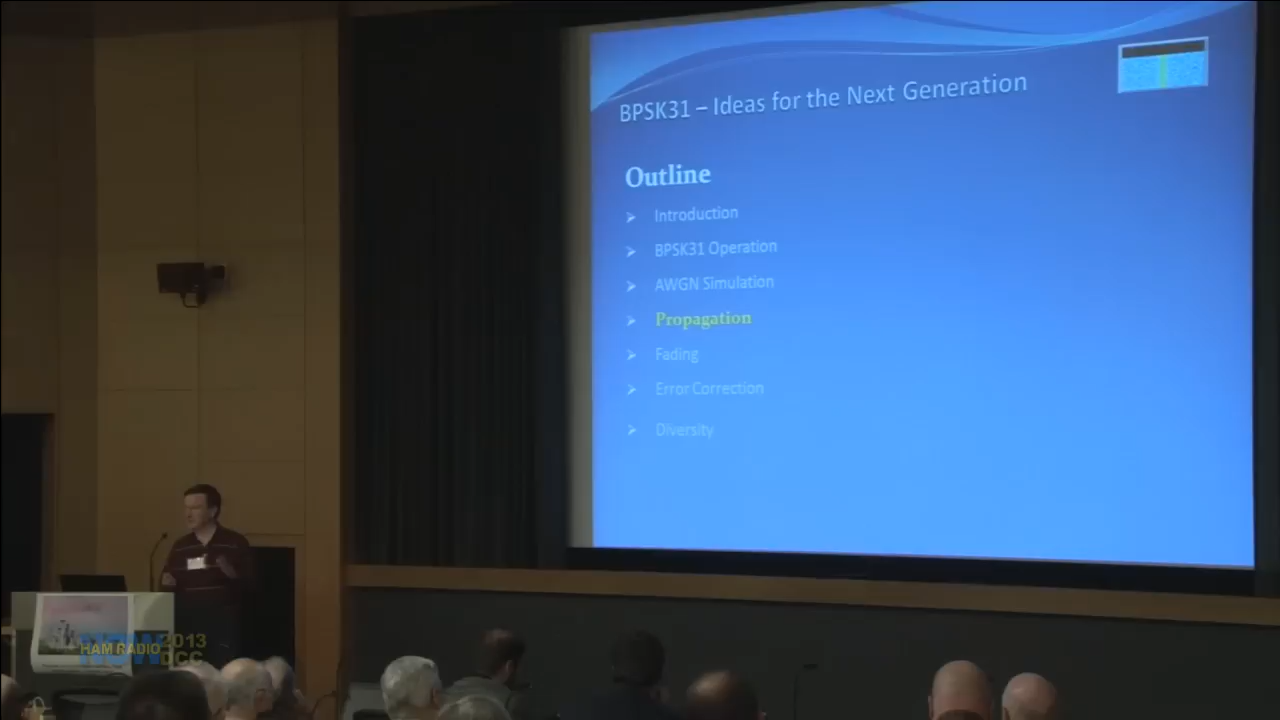 BPSK31 – Ideas for the Next Generation
Outline
Introduction
BPSK31 Operation
AWGN Simulation
Propagation
Fading
Error Correction
Diversity
HAM RADIO
NOW
2013
DCC